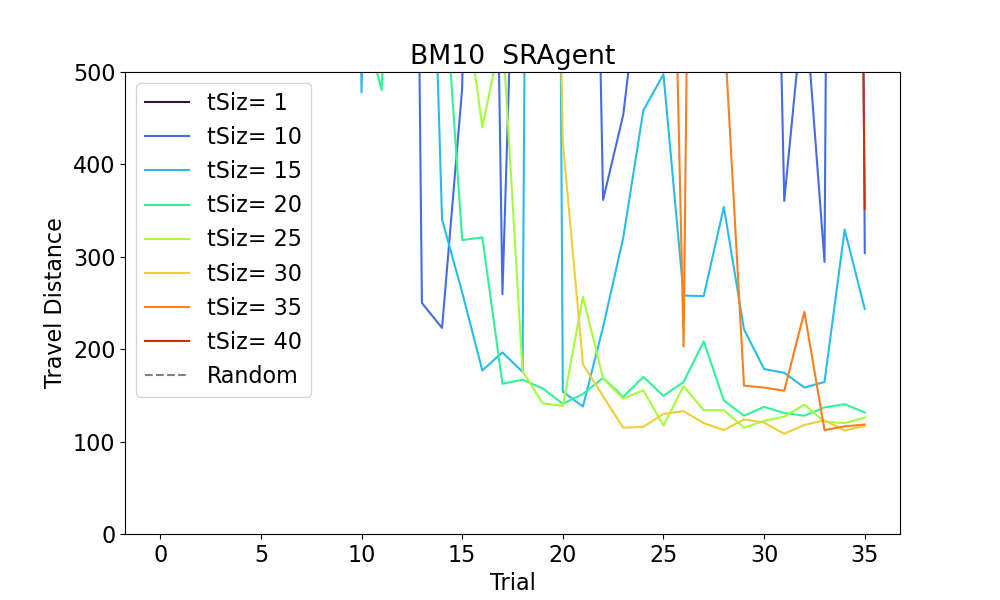 BM10  SRAgent
500
400
300
200
100
0
Travel Distance
tSiz= 1
tSiz= 10
tSiz= 15
tSiz= 20
tSiz= 25
tSiz= 30
tSiz= 35
tSiz= 40
Random
0 5 10 15 20 25 30 35
Trial